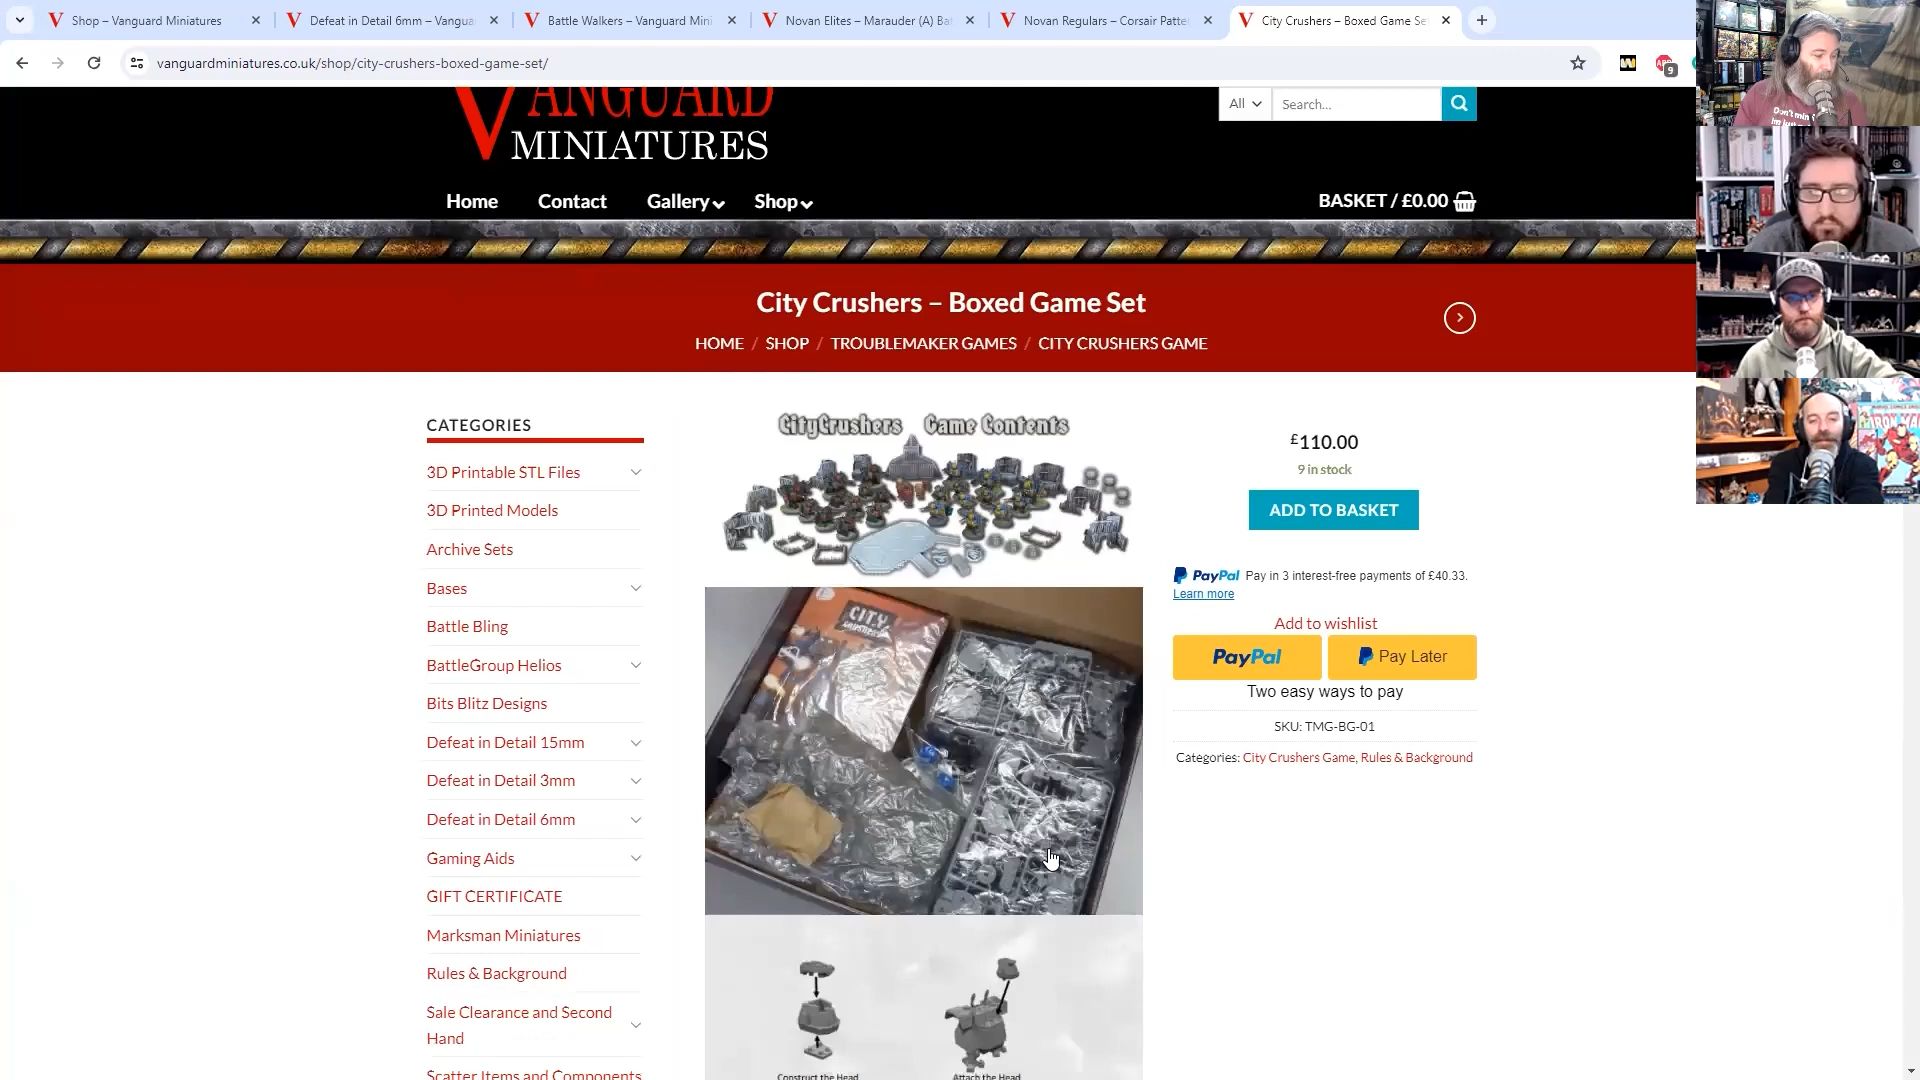 Shop – Vanguard Miniatures
Defeat in Detail 6mm – Vangua
Battle Walkers – Vanguard Mini
Novan Elites – Marauder (A) Bat
Novan Regulars – Corsair Patte
City Crushers – Boxed Game Se
vanguardminiatures.co.uk/shop/city-crushers-boxed-game-set/
9
VANGUARD
MINIATURES
All
Search...
Home
Contact
Gallery
Shop
BASKET / £0.00
City Crushers – Boxed Game Set
HOME / SHOP / TROUBLEMAKER GAMES / CITY CRUSHERS GAME
CATEGORIES
3D Printable STL Files
3D Printed Models
Archive Sets
Bases
Battle Bling
BattleGroup Helios
Bits Blitz Designs
Defeat in Detail 15mm
Defeat in Detail 3mm
Defeat in Detail 6mm
Gaming Aids
GIFT CERTIFICATE
Marksman Miniatures
Rules & Background
Sale Clearance and Second
Hand
Scatter Items and Components
CityCrushers Game Contents
CITY
CRUSHERS
Construct the Head
Attach the Head
£110.00
9 in stock
ADD TO BASKET
PayPal Pay in 3 interest-free payments of £40.33.
Learn more
Add to wishlist
PayPal
Pay Later
Two easy ways to pay
SKU: TMG-BG-01
Categories: City Crushers Game, Rules & Background
Don't min
IRON